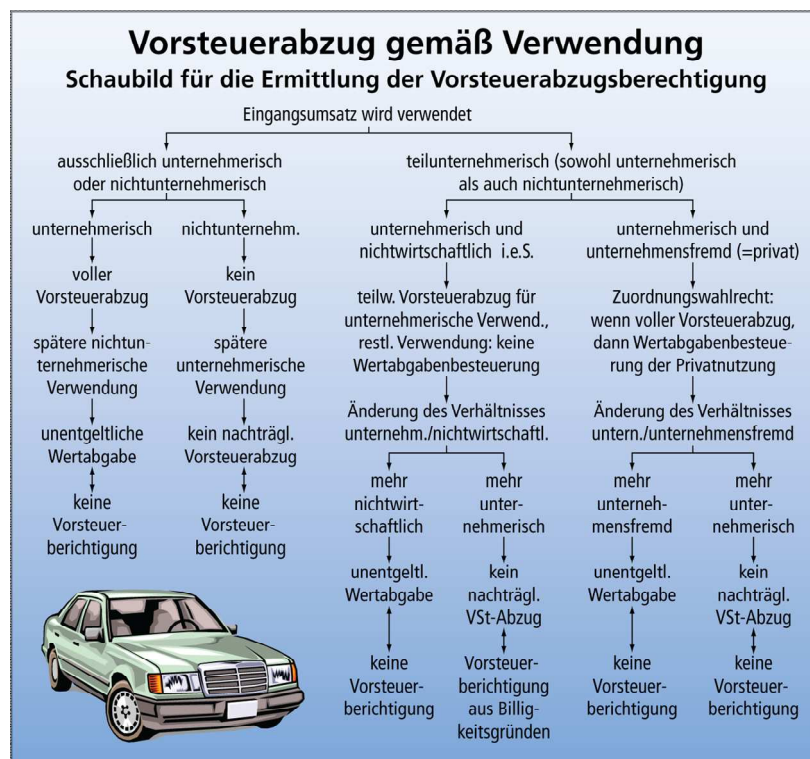 Vorsteuerabzug gemäß Verwendung
Schaubild für die Ermittlung der Vorsteuerabzugsberechtigung
Eingangsumsatz wird verwendet
ausschließlich unternehmerisch
oder nichtunternehmerisch
teilunternehmerisch (sowohl unternehmerisch
als auch nichtunternehmerisch)
unternehmerisch
voller
Vorsteuerabzug
spätere nichtun-
ternehmerische
Verwendung
unentgeltliche
Wertabgabe
keine
Vorsteuer-
berichtigung
nichtunternehm.
kein
Vorsteuerabzug
spätere
unternehmerische
Verwendung
kein nachträgl.
Vorsteuerabzug
keine
Vorsteuer-
berichtigung
unternehmerisch und
nichtwirtschaftlich i.e.S.
teilw. Vorsteuerabzug für
unternehmerische Verwend.,
restl. Verwendung: keine
Wertabgabenbesteuerung
Änderung des Verhältnisses
unternehm./nichtwirtschaftl.
mehr
nichtwirt-
schaftlich
unentgeltl.
Wertabgabe
keine
Vorsteuer-
berichtigung
mehr
unter-
nehmerisch
kein
nachträgl.
VSt-Abzug
Vorsteuer-
berichtigung
aus Billig-
keitsgründen
unternehmerisch und
unternehmensfremd (=privat)
Zuordnungswahlrecht:
wenn voller Vorsteuerabzug,
dann Wertabgabenbesteue-
rung der Privatnutzung
Änderung des Verhältnisses
untern./unternehmensfremd
mehr
unterneh-
mensfremd
unentgeltl.
Wertabgabe
keine
Vorsteuer-
berichtigung
mehr
unter-
nehmerisch
kein
nachträgl.
VSt-Abzug
keine
Vorsteuer-
berichtigung